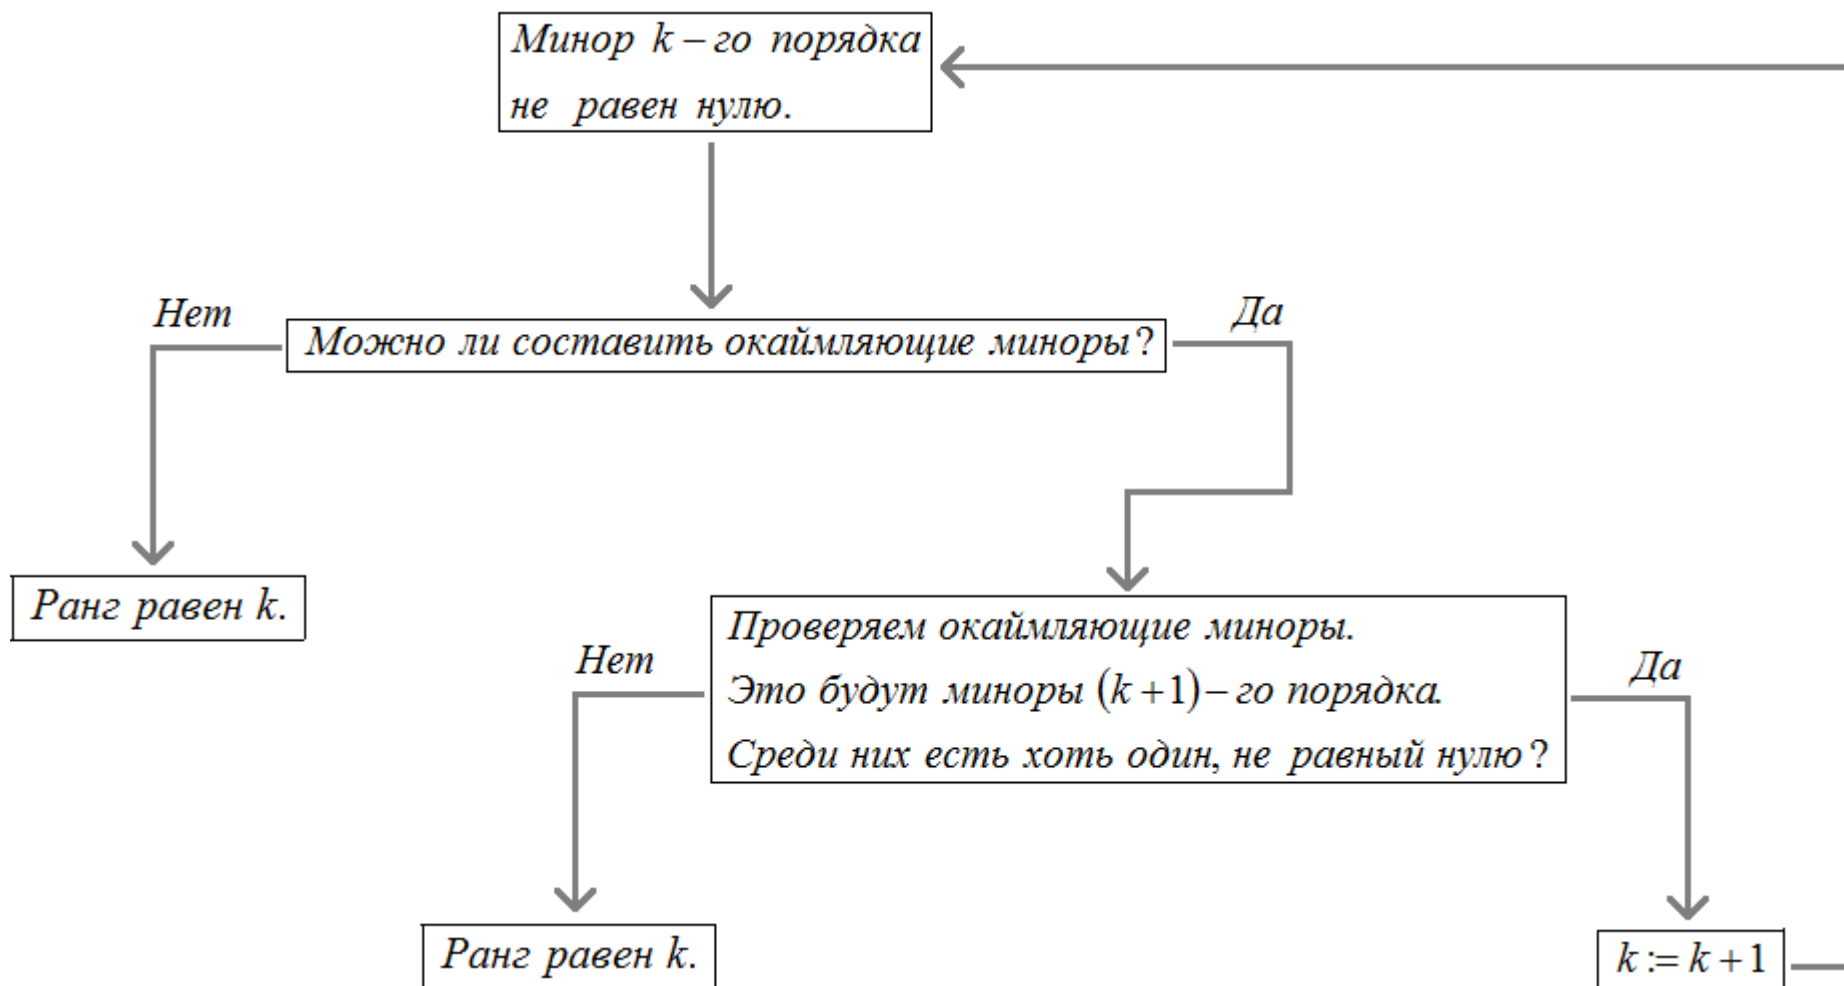 Минор k – го порядка
не равен нулю.
Нет
Да
Можно ли составить окаймляющие миноры?
Ранг равен k.
Проверяем окаймляющие миноры.
Нет
Да
Это будут миноры (k + 1) – го порядка.
Среди них есть хоть один, не равный нулю?
Ранг равен k.
k := k + 1